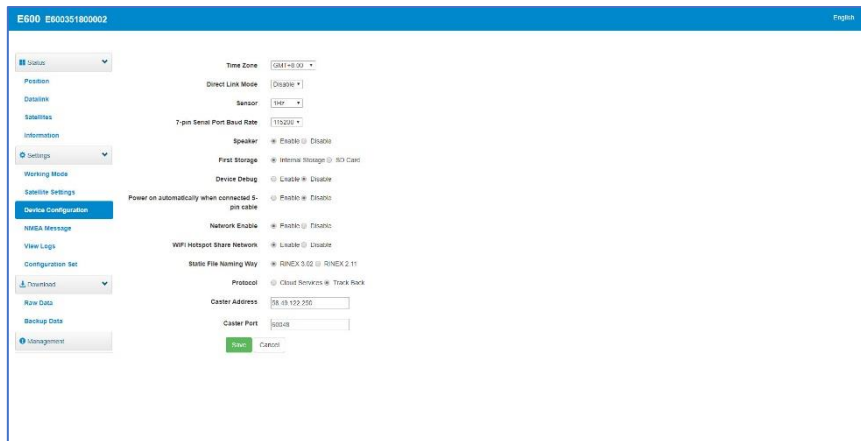 E600 E600351800002
English
Status
Position
Datalink
Satellites
Information
Settings
Working Mode
Satellite Settings
Device Configuration
NMEA Message
View Logs
Configuration Set
Download
Raw Data
Backup Data
Management
Time Zone GMT+8:00
Direct Link Mode Disable
Sensor 1Hz
7-pin Serial Port Baud Rate 115200
Speaker Enable Disable
First Storage Internal Storage SD Card
Device Debug Enable Disable
Power on automatically when connected 5-
pin cable Enable Disable
Network Enable Enable Disable
WIFI Hotspot Share Network Enable Disable
Static File Naming Way RINEX 3.02 RINEX 2.11
Protocol Cloud Services Track Back
Caster Address
Caster Port
Save Cancel